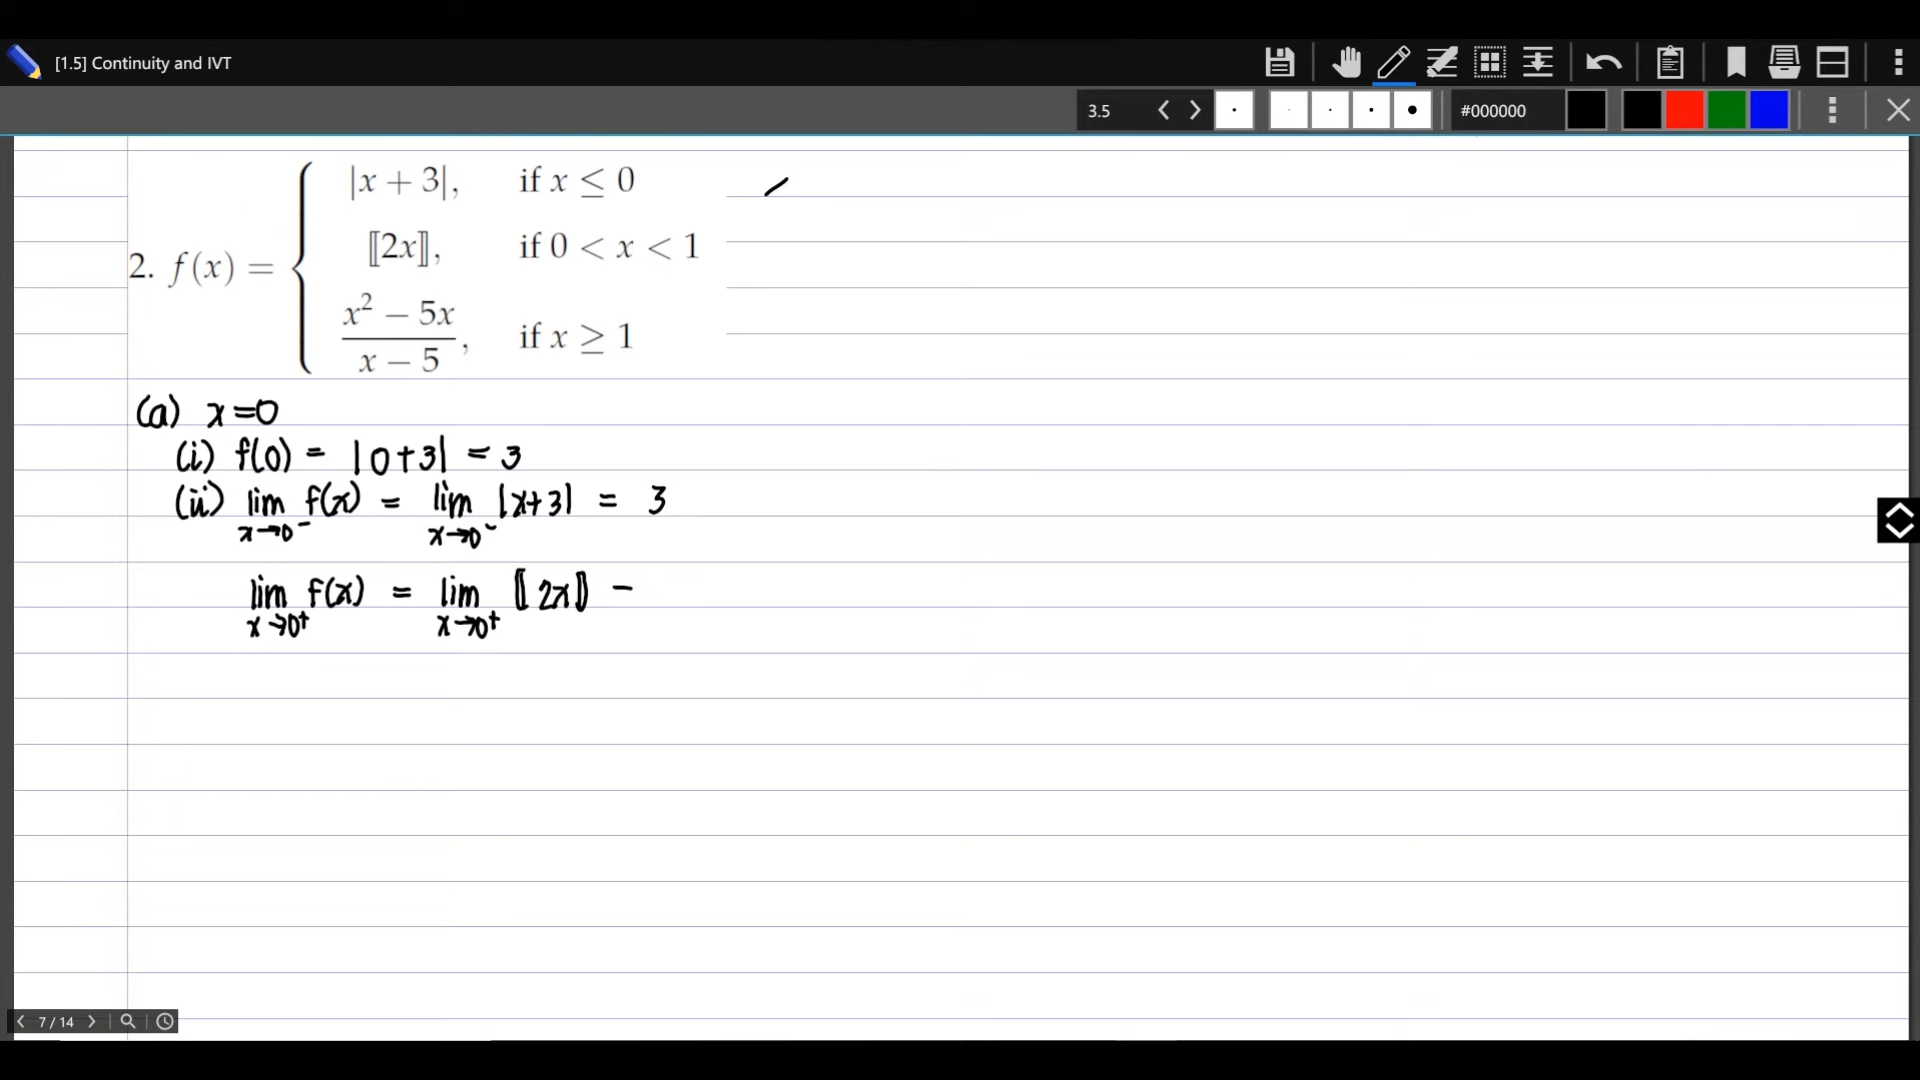 [1.5] Continuity and IVT
3.5
#000000
|x + 3|, if x ≤ 0
⟦2x⟧, if 0 < x < 1
2. f(x) =
x² − 5x
x − 5
, if x ≥ 1
(a) x=0
(i) f(0) = |0+3| = 3
(ii) lim f(x) = lim |x+3| = 3
x→0⁻ x→0⁻
lim f(x) = lim ⟦2x⟧ −
x→0⁺ x→0⁺
7 / 14